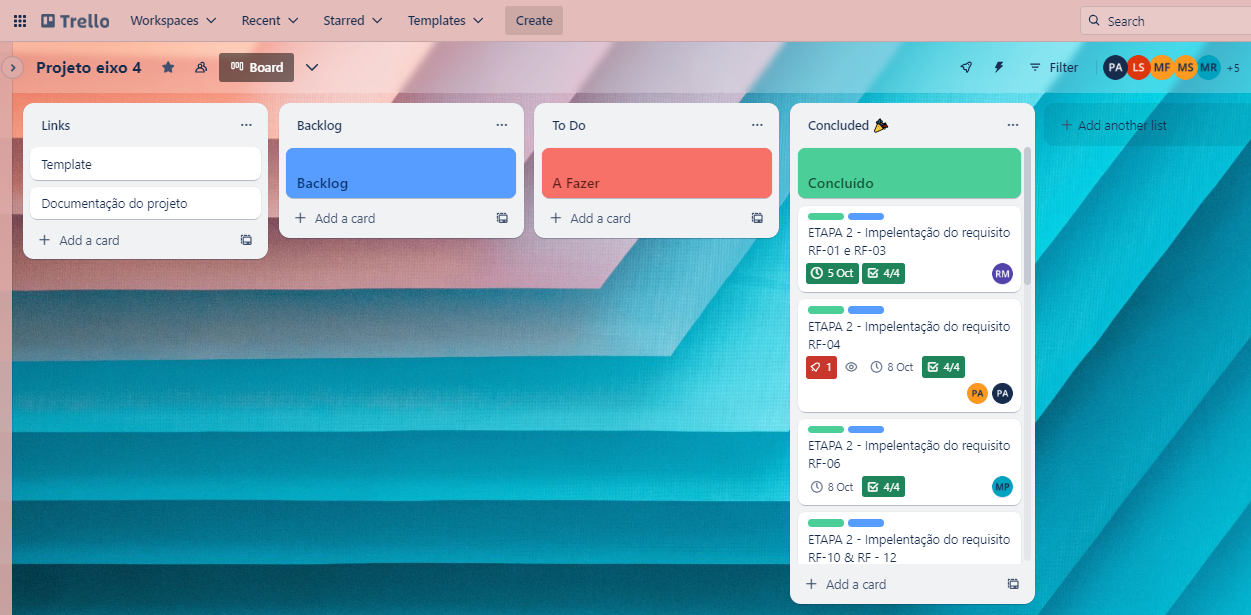 Trello Workspaces Recent Starred Templates Create Search
Projeto eixo 4 Board Filter PA LS MF MS MR +5
Links
Template
Documentação do projeto
+ Add a card
Backlog
Backlog
+ Add a card
To Do
A Fazer
+ Add a card
Concluded
Concluído
ETAPA 2 - Impelentação do requisito
RF-01 e RF-03
5 Oct 4/4 RM
ETAPA 2 - Impelentação do requisito
RF-04
1 8 Oct 4/4
PA PA
ETAPA 2 - Impelentação do requisito
RF-06
8 Oct 4/4 MP
ETAPA 2 - Impelentação do requisito
RF-10 & RF - 12
+ Add a card
+ Add another list